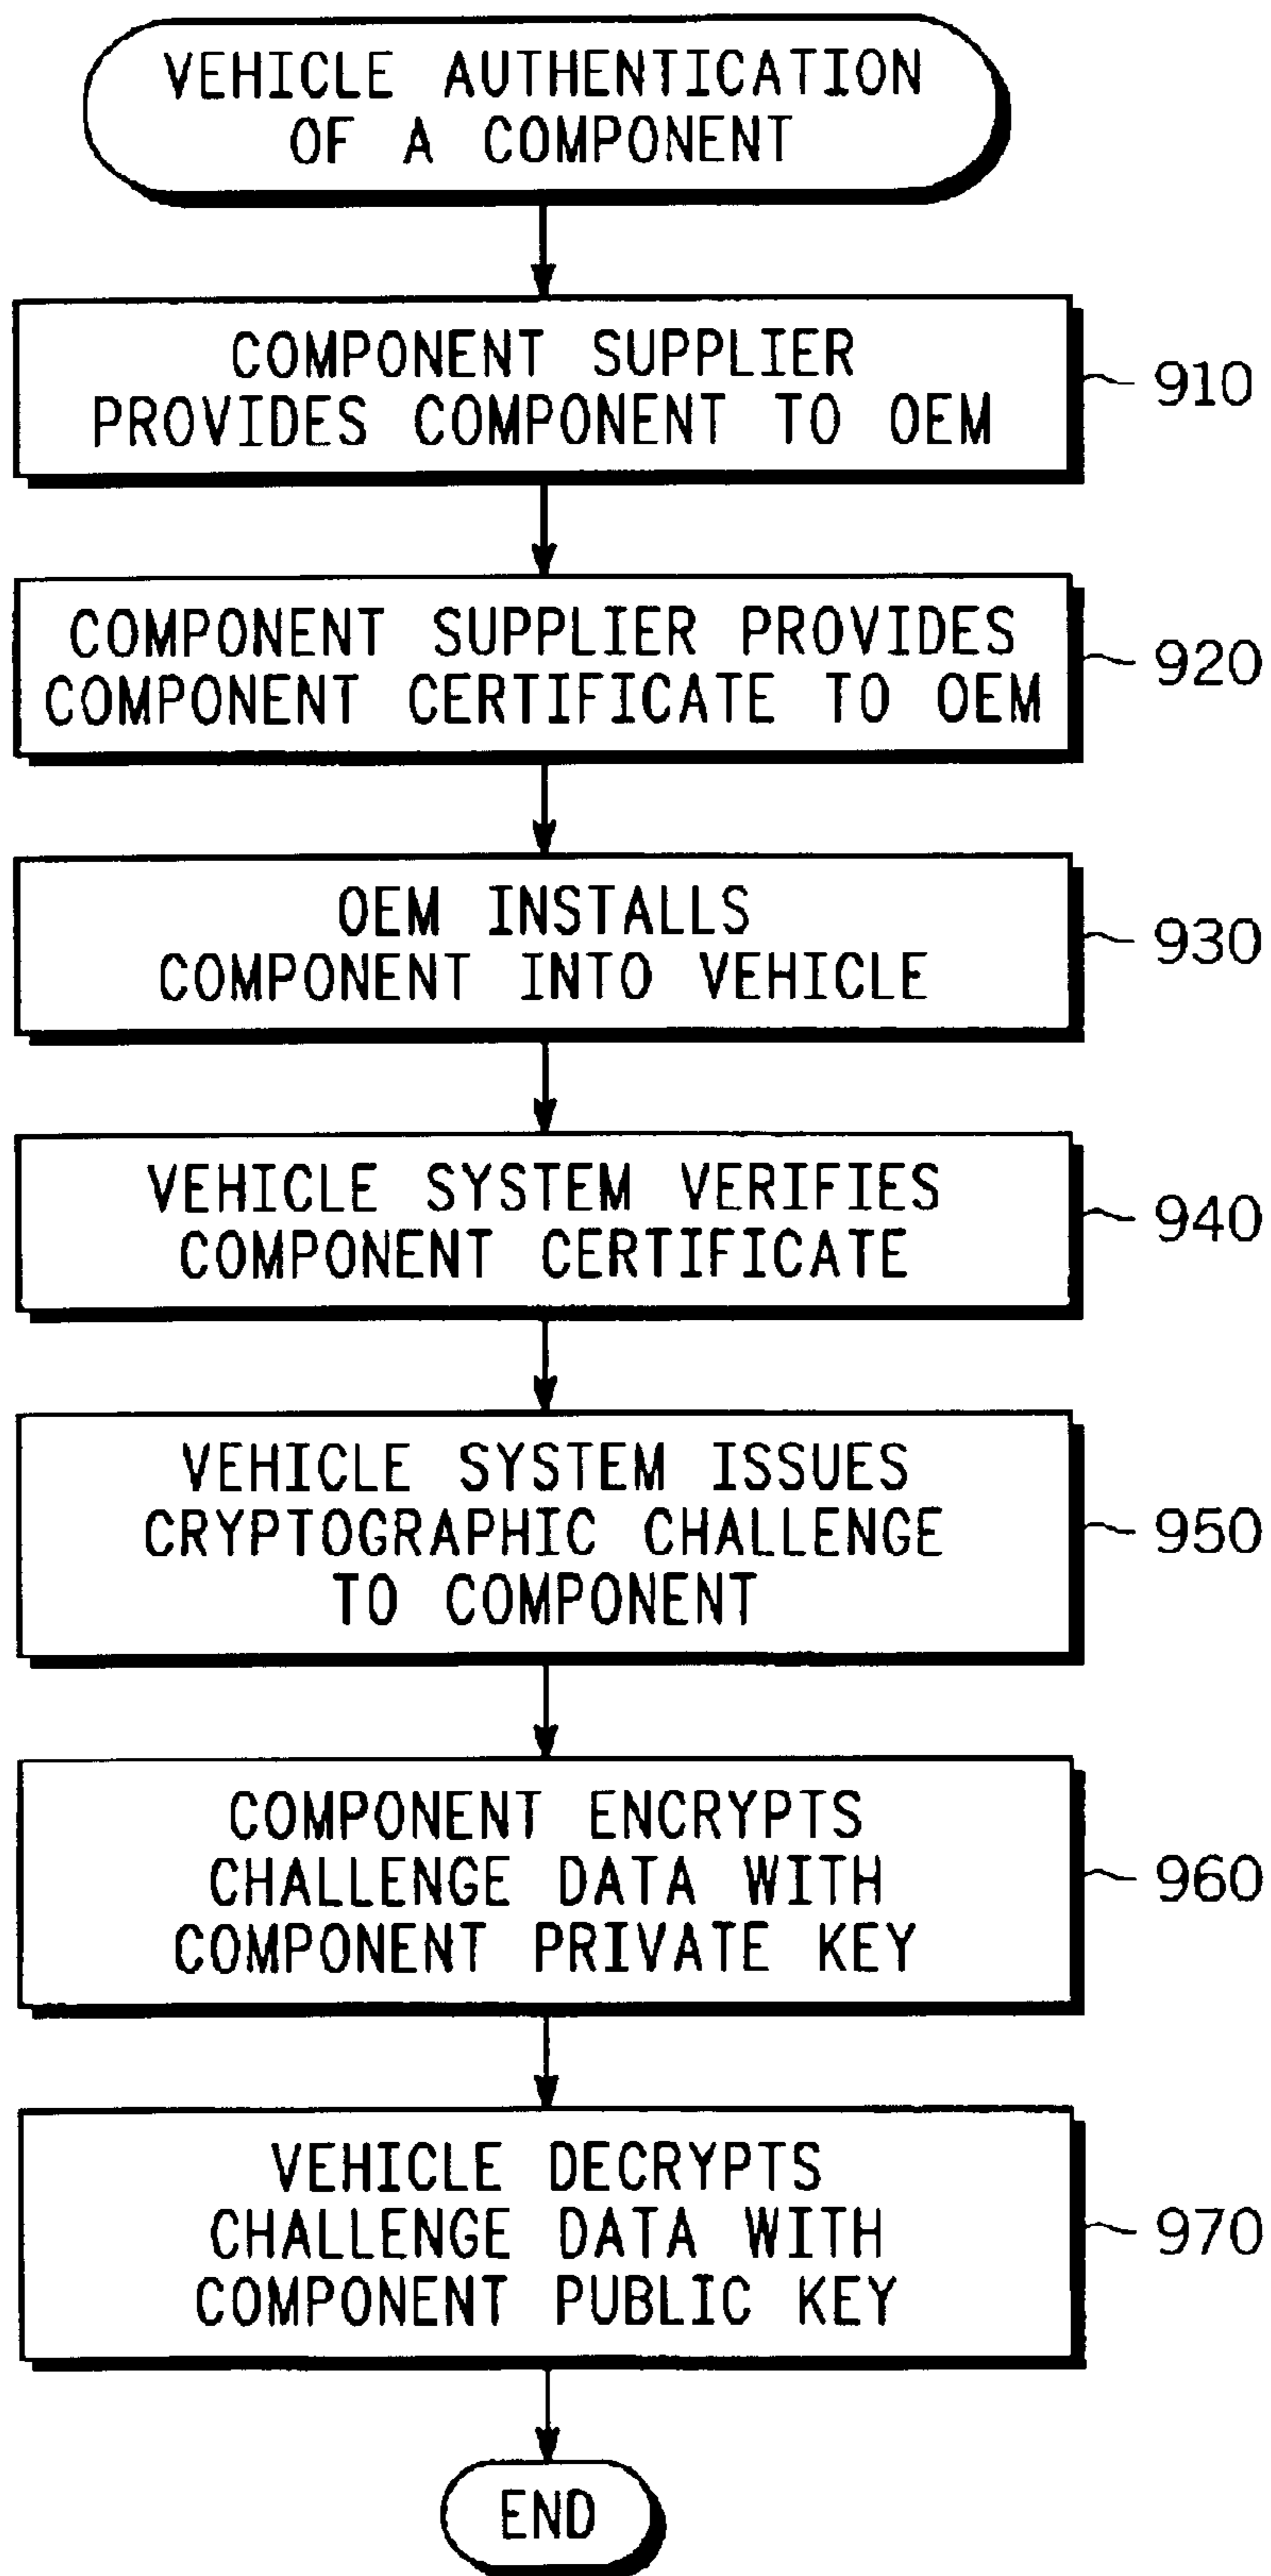 VEHICLE AUTHENTICATION
OF A COMPONENT
COMPONENT SUPPLIER
PROVIDES COMPONENT TO OEM
910
COMPONENT SUPPLIER PROVIDES
COMPONENT CERTIFICATE TO OEM
920
OEM INSTALLS
COMPONENT INTO VEHICLE
930
VEHICLE SYSTEM VERIFIES
COMPONENT CERTIFICATE
940
VEHICLE SYSTEM ISSUES
CRYPTOGRAPHIC CHALLENGE
TO COMPONENT
950
COMPONENT ENCRYPTS
CHALLENGE DATA WITH
COMPONENT PRIVATE KEY
960
VEHICLE DECRYPTS
CHALLENGE DATA WITH
COMPONENT PUBLIC KEY
970
END